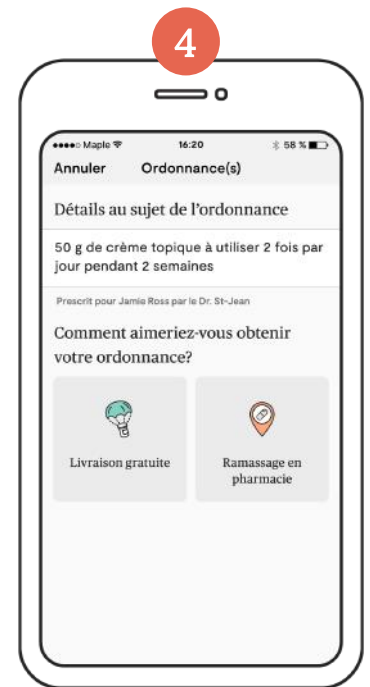 4
Maple 16:20 58 %
Annuler Ordonnance(s)
Détails au sujet de l'ordonnance
50 g de crème topique à utiliser 2 fois par
jour pendant 2 semaines
Prescrit pour Jamie Ross par le Dr. St-Jean
Comment aimeriez-vous obtenir
votre ordonnance?
Livraison gratuite
Ramassage en
pharmacie